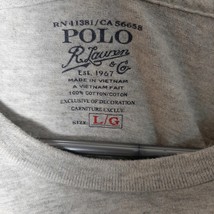 RN 41381/CA 56658
POLO
R. Lauren
& Co
EST. 1967
MADE IN VIETNAM
A VIETNAM FAIT
100% COTTON/COTON
EXCLUSIVE OF DECORATION
GARNITURE EXCLUE
SIZE: L/G